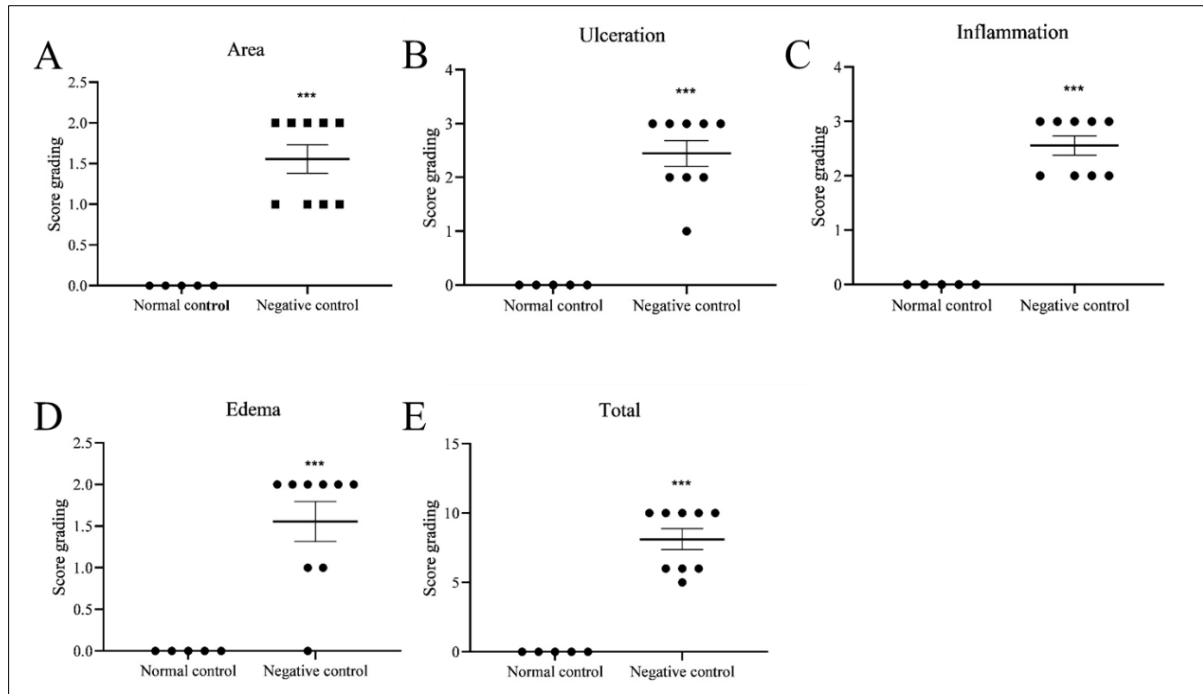 A
Area
Score grading
2.5
2.0
1.5
1.0
0.5
0.0
***
Normal control
Negative control
B
Ulceration
Score grading
4
3
2
1
0
***
Normal control
Negative control
C
Inflammation
Score grading
4
3
2
1
0
***
Normal control
Negative control
D
Edema
Score grading
2.5
2.0
1.5
1.0
0.5
0.0
***
Normal control
Negative control
E
Total
Score grading
15
10
5
0
***
Normal control
Negative control